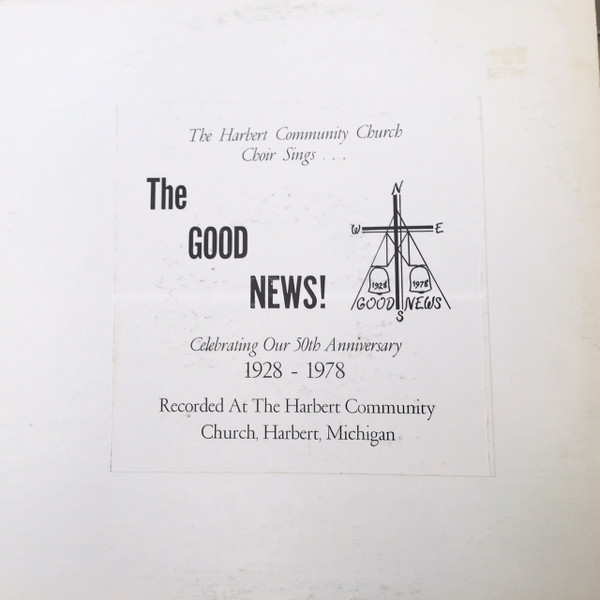 The Harbert Community Church
Choir Sings . . .
The
GOOD
NEWS!
N
W E
1928 1978
GOOD NEWS
S
Celebrating Our 50th Anniversary
1928 - 1978
Recorded At The Harbert Community
Church, Harbert, Michigan